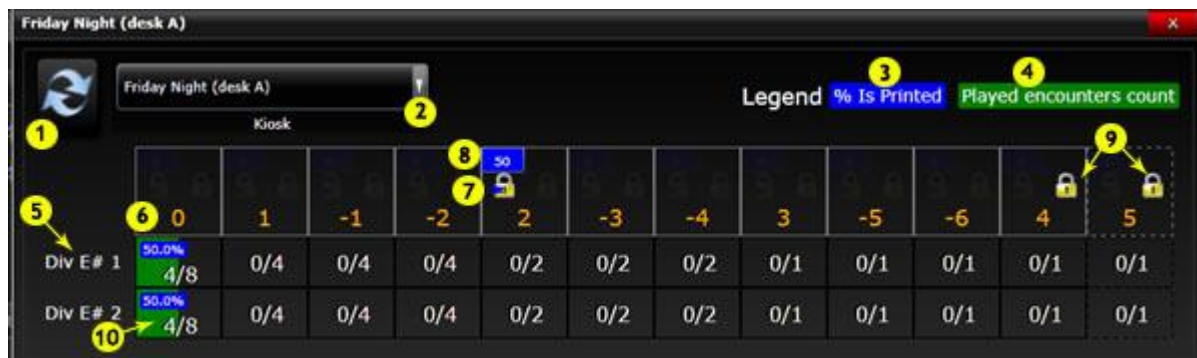 Friday Night (desk A)
x
Friday Night (desk A)
Kiosk
Legend % Is Printed Played encounters count
1
2
3
4
5
6
7
8
9
10
50
0 1 -1 -2 2 -3 -4 3 -5 -6 4 5
Div E# 1 50.0% 4/8 0/4 0/4 0/4 0/2 0/2 0/2 0/1 0/1 0/1 0/1 0/1
Div E# 2 50.0% 4/8 0/4 0/4 0/4 0/2 0/2 0/2 0/1 0/1 0/1 0/1 0/1